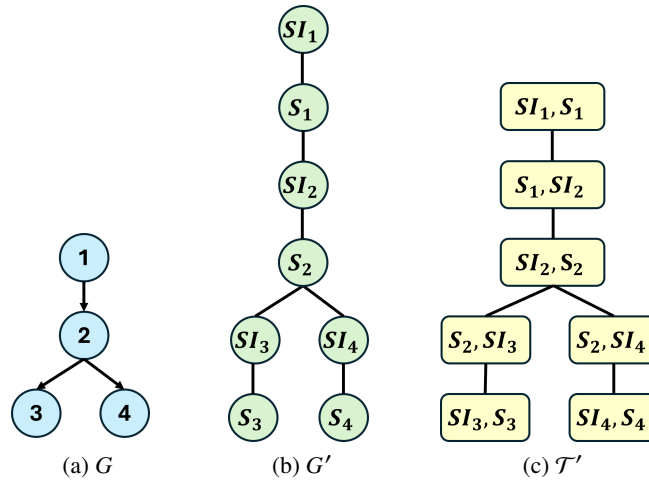 SI₁
S₁
SI₂
S₂
SI₃ SI₄
S₃ S₄
1
2
3 4
SI₁, S₁
S₁, SI₂
SI₂, S₂
S₂, SI₃ S₂, SI₄
SI₃, S₃ SI₄, S₄
(a) G (b) G′ (c) 𝒯′